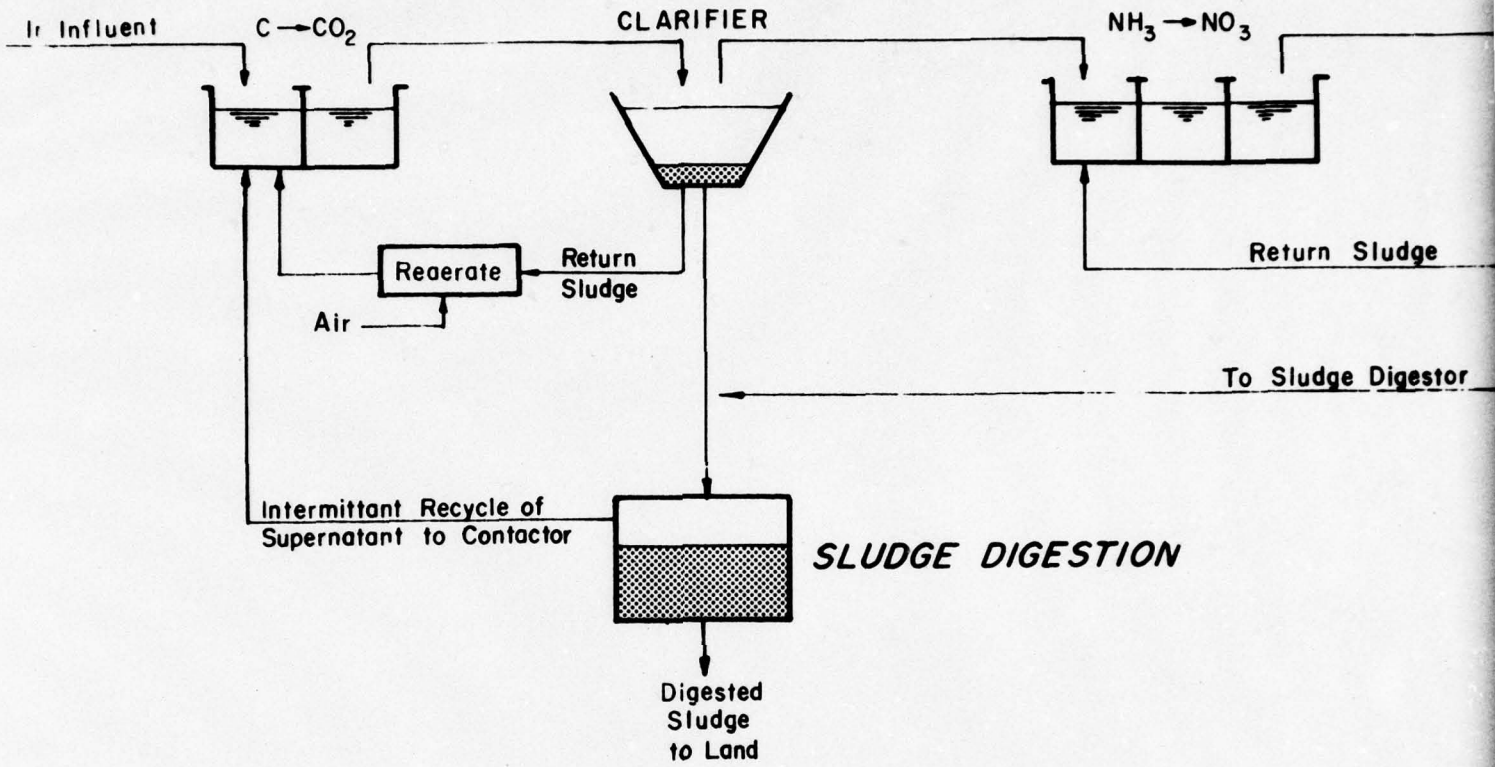 Ir Influent
C → CO₂
CLARIFIER
NH₃ → NO₃
Reaerate
Return
Sludge
Air
Return Sludge
To Sludge Digestor
Intermittant Recycle of
Supernatant to Contactor
SLUDGE DIGESTION
Digested
Sludge
to Land